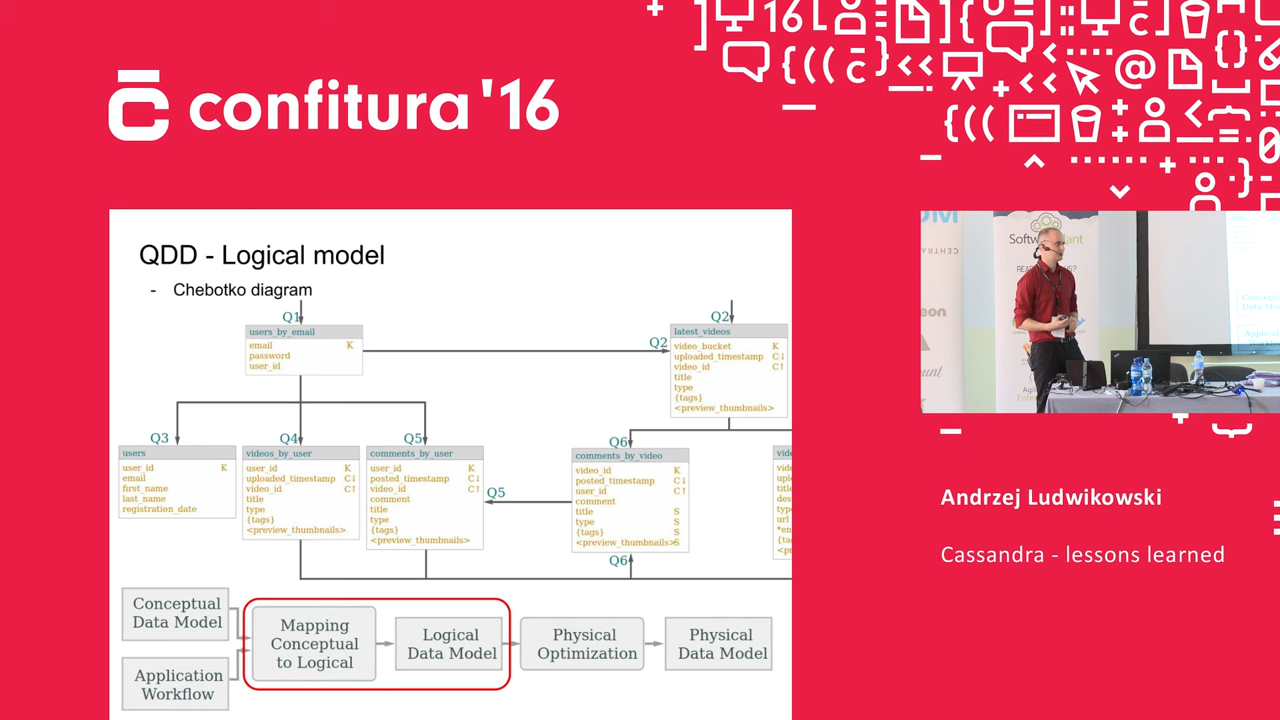 confitura '16
QDD - Logical model
- Chebotko diagram
Q1
users_by_email
email K
password
user_id
Q2
Q2
latest_videos
video_bucket K
uploaded_timestamp C↓
video_id C↑
title
type
{tags}
<preview_thumbnails>
Q3
users
user_id K
email
first_name
last_name
registration_date
Q4
videos_by_user
user_id K
uploaded_timestamp C↓
video_id C↑
title
type
{tags}
<preview_thumbnails>
Q5
comments_by_user
user_id K
posted_timestamp C↓
video_id C↑
comment
title
type
{tags}
<preview_thumbnails>
Q5
Q6
comments_by_video
video_id K
posted_timestamp C↓
user_id C↑
comment
title S
type S
{tags} S
<preview_thumbnails>S
Q6
Conceptual
Data Model
Application
Workflow
Mapping
Conceptual
to Logical
Logical
Data Model
Physical
Optimization
Physical
Data Model
Andrzej Ludwikowski
Cassandra - lessons learned